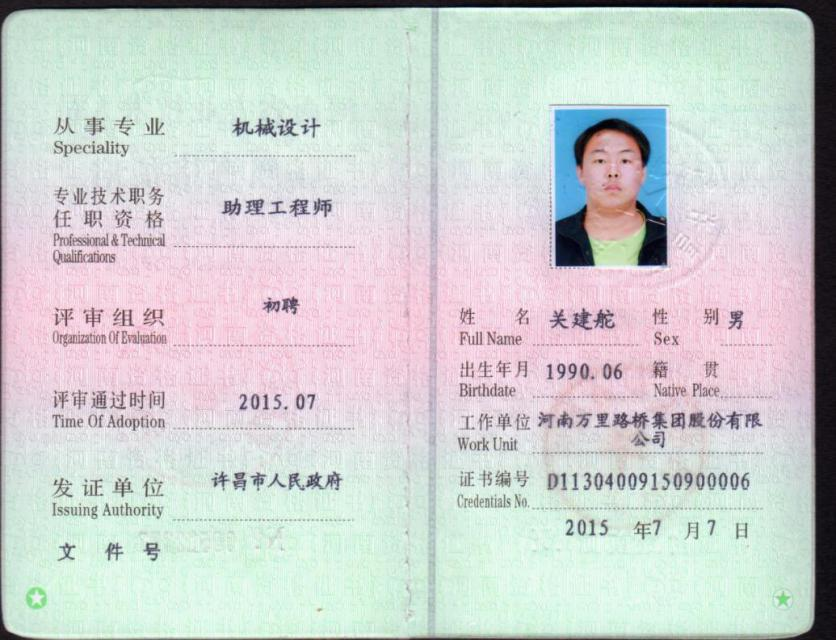 从事专业 机械设计
Speciality
专业技术职务
任职资格 助理工程师
Professional & Technical
Qualifications
评审组织 初聘
Organization Of Evaluation
评审通过时间 2015.07
Time Of Adoption
发证单位 许昌市人民政府
Issuing Authority
文件号
姓名 关建舵 性别 男
Full Name Sex
出生年月 1990.06 籍贯
Birthdate Native Place
工作单位 河南万里路桥集团股份有限
公司
Work Unit
证书编号 D11304009150900006
Credentials No.
2015 年7 月7 日